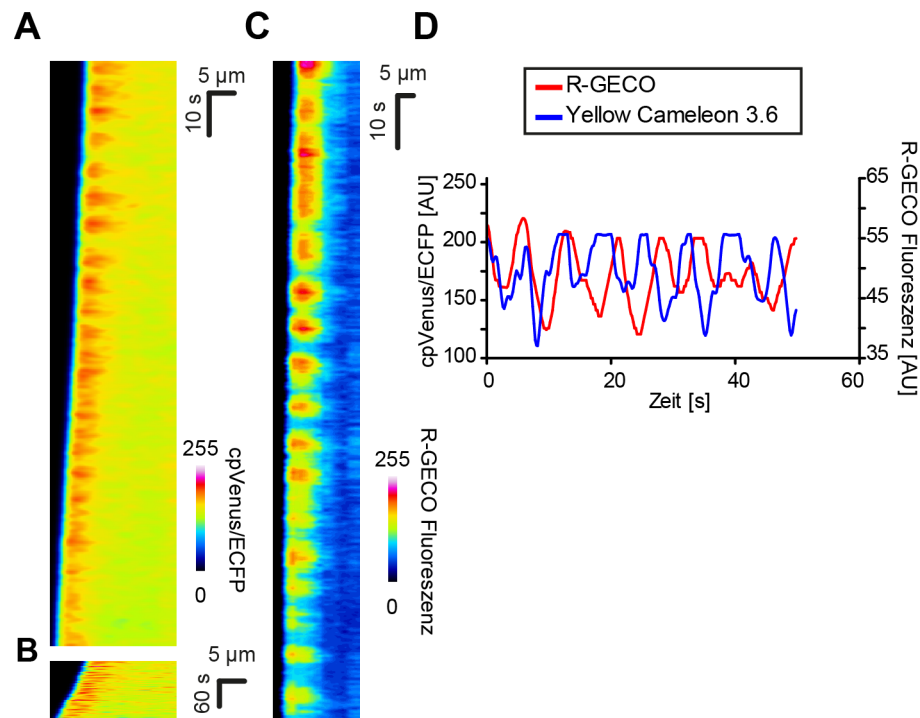 A
5 µm
10 s
255
cpVenus/ECFP
0
B
5 µm
60 s
C
5 µm
10 s
255
R-GECO Fluoreszenz
0
D
R-GECO
Yellow Cameleon 3.6
cpVenus/ECFP [AU]
250
200
150
100
R-GECO Fluoreszenz [AU]
65
55
45
35
0 20 40 60
Zeit [s]